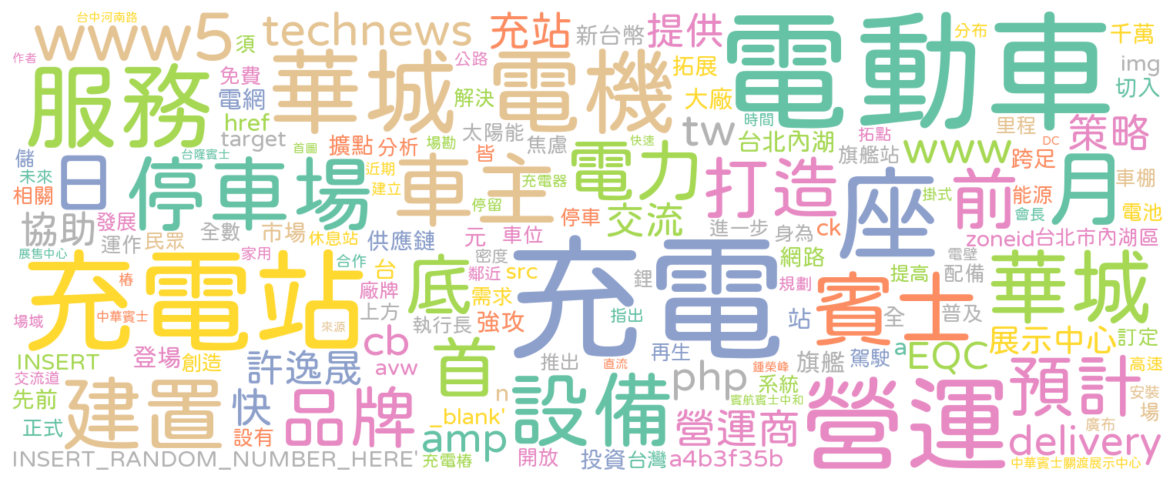 台中河南路
作者
www5
須
technews
充站
新台幣
提供
電動車
分布
千萬
img
切入
服務
免費
電網
href
target
華城
電機
公路
解決
拓展
大廠
場勘
太陽能
焦慮
tw
時間
台北內湖
拓點
里程
DC
策略
首圖
擴點
分析
皆
快速
旗艦站
www
跨足
車棚
儲
未來
相關
日
台隆賓士
停車場
近期
建立
車主
停留
充電器
電力
打造
座
掛式
前
能源
會長
月
電池
協助
發展
運作
民眾
全數
市場
休息站
供應鏈
元
車位
停車
交流
進一步
身為
ck
zoneid台北市內湖區
展售中心
家用
合作
密度
鄰近
src
鋰
網路
提高
電壁
配備
華城
充電站
椿
中華賓士
場域
台
廠牌
上方
底
需求
執行長
強攻
充電
指出
規劃
站
賓士
全
普及
來源
INSERT
登場
創造
許逸晟
cb
avw
首
推出
再生
直流
鍾榮峰
旗艦
駕駛
a
EQC
展示中心
訂定
高速
交流道
先前
正式
建置
快
設有
品牌
n
_blank'
amp
設備
php
系統
賓航賓士中和
營運商
營運
預計
安裝
場
廣布
delivery
INSERT_RANDOM_NUMBER_HERE'
充電樁
開放
投資
台灣
a4b3f35b
中華賓士關渡展示中心